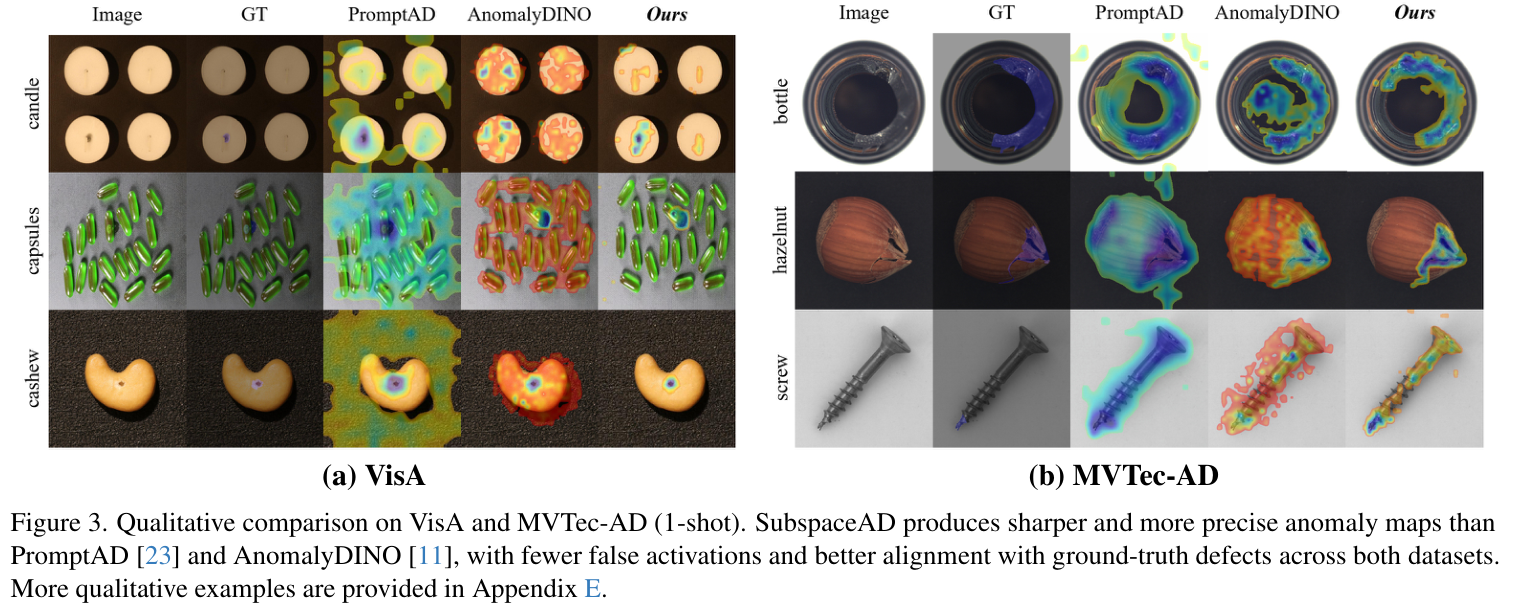 Image GT PromptAD AnomalyDINO Ours
candle
capsules
cashew
(a) VisA
Image GT PromptAD AnomalyDINO Ours
bottle
hazelnut
screw
(b) MVTec-AD
Figure 3. Qualitative comparison on VisA and MVTec-AD (1-shot). SubspaceAD produces sharper and more precise anomaly maps than
PromptAD [23] and AnomalyDINO [11], with fewer false activations and better alignment with ground-truth defects across both datasets.
More qualitative examples are provided in Appendix E.